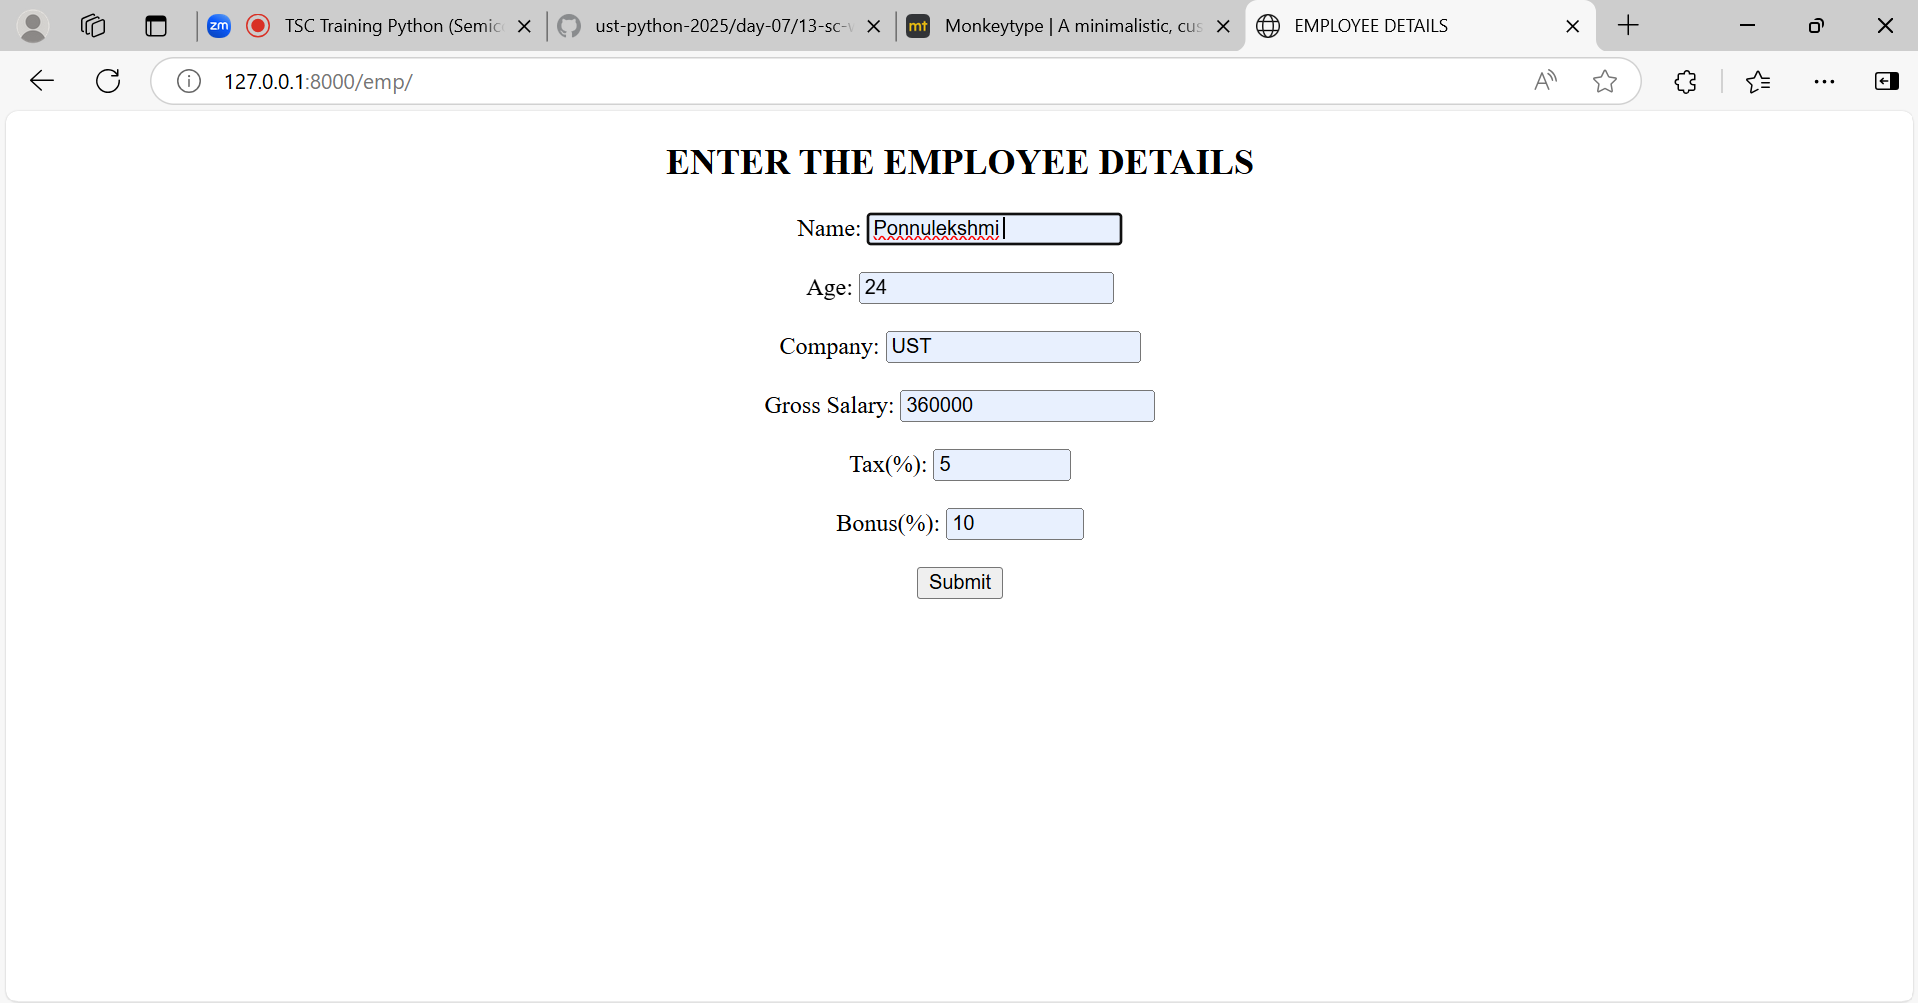 zm TSC Training Python (Semic ust-python-2025/day-07/13-sc- mt Monkeytype | A minimalistic, cus EMPLOYEE DETAILS
127.0.0.1:8000/emp/
ENTER THE EMPLOYEE DETAILS
Name: Ponnulekshmi
Age: 24
Company: UST
Gross Salary: 360000
Tax(%): 5
Bonus(%): 10
Submit